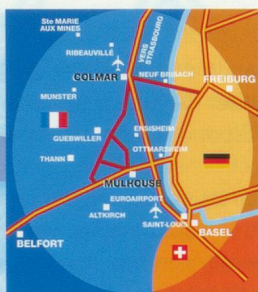 Ste MARIE
AUX MINES
RIBEAUVILLE
VERS
STRASBOURG
COLMAR
NEUF BRISACH
FREIBURG
MUNSTER
ENSISHEIM
GUEBWILLER
OTTMARSHEIM
THANN
MULHOUSE
EUROAIRPORT
ALTKIRCH
SAINT-LOUIS
BASEL
BELFORT